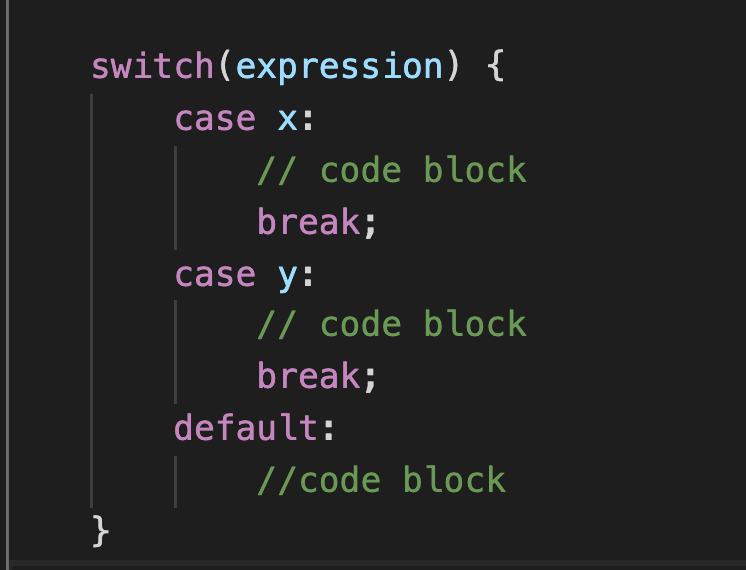 switch(expression) {
    case x:
        // code block
        break;
    case y:
        // code block
        break;
    default:
        //code block
}